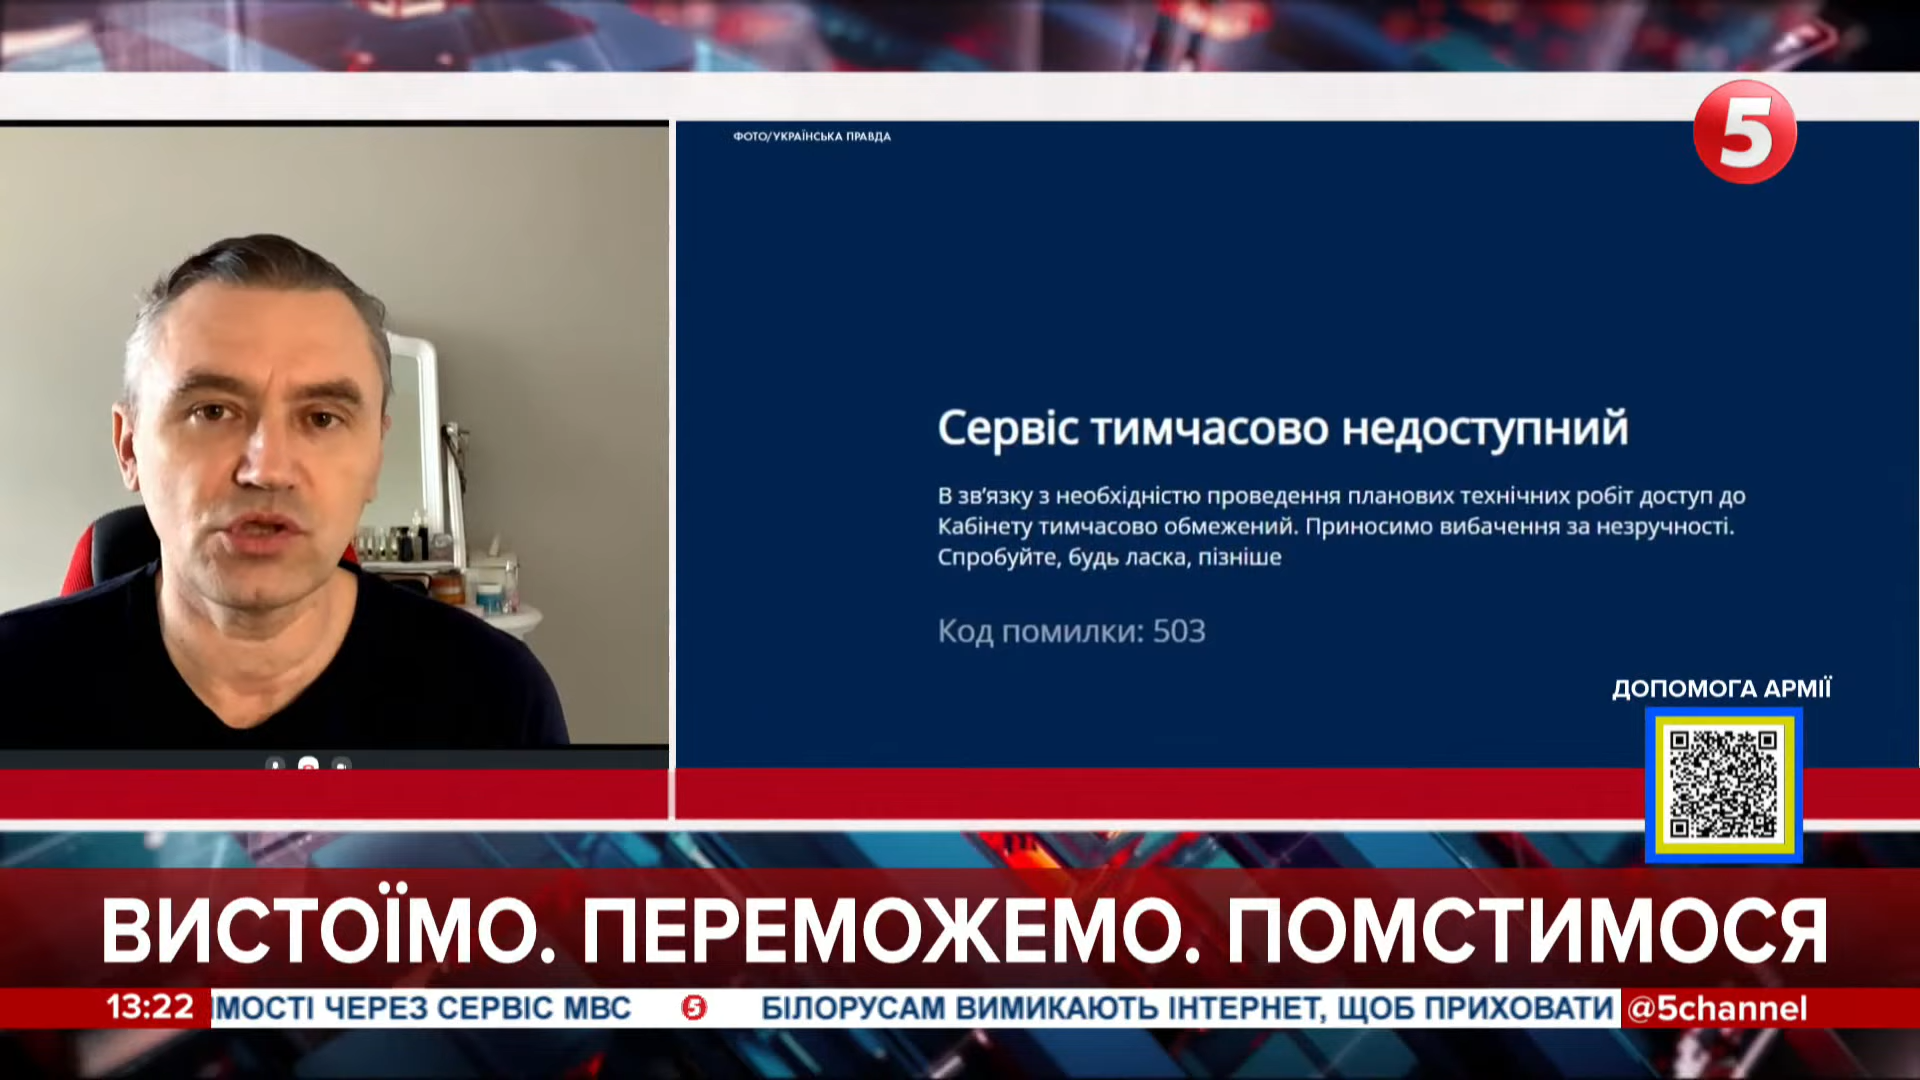 ФОТО/УКРАЇНСЬКА ПРАВДА
5
Сервіс тимчасово недоступний
В зв’язку з необхідністю проведення планових технічних робіт доступ до
Кабінету тимчасово обмежений. Приносимо вибачення за незручності.
Спробуйте, будь ласка, пізніше
Код помилки: 503
ДОПОМОГА АРМІЇ
ВИСТОЇМО. ПЕРЕМОЖЕМО. ПОМСТИМОСЯ
13:22 ИМОСТІ ЧЕРЕЗ СЕРВІС МВС 5 БІЛОРУСАМ ВИМИКАЮТЬ ІНТЕРНЕТ, ЩОБ ПРИХОВАТИ @5channel